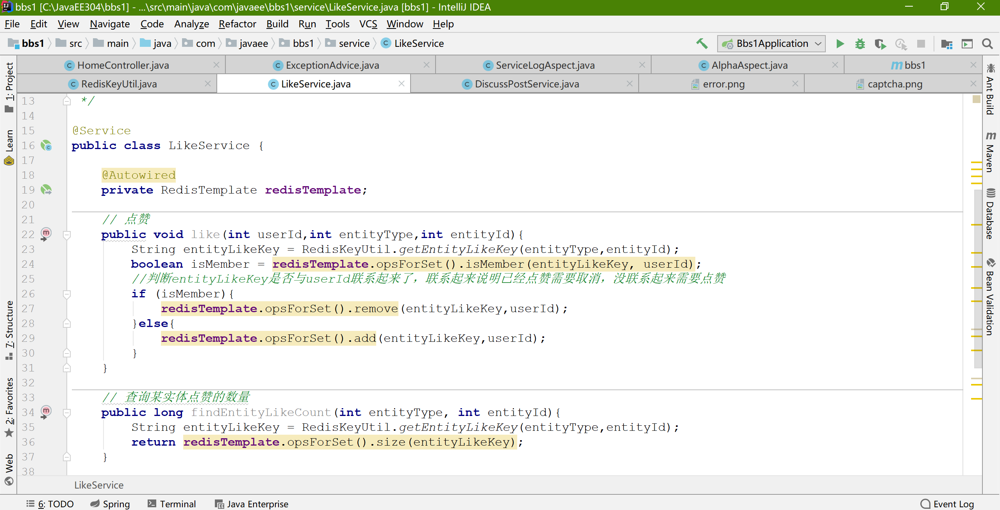 bbs1 [C:\JavaEE304\bbs1] - ...\src\main\java\com\javaee\bbs1\service\LikeService.java [bbs1] - IntelliJ IDEA
File Edit View Navigate Code Analyze Refactor Build Run Tools VCS Window Help
bbs1 src main java com javaee bbs1 service LikeService Bbs1Application
HomeController.java ExceptionAdvice.java ServiceLogAspect.java AlphaAspect.java bbs1
RedisKeyUtil.java LikeService.java DiscussPostService.java error.png captcha.png
1: Project
Learn
7: Structure
2: Favorites
Web
13 */
14
15 @Service
16 public class LikeService {
17
18 @Autowired
19 private RedisTemplate redisTemplate;
20
21 // 点赞
22 public void like(int userId,int entityType,int entityId){
23 String entityLikeKey = RedisKeyUtil.getEntityLikeKey(entityType,entityId);
24 boolean isMember = redisTemplate.opsForSet().isMember(entityLikeKey, userId);
25 //判断entityLikeKey是否与userId联系起来了，联系起来说明已经点赞需要取消，没联系起来需要点赞
26 if (isMember){
27 redisTemplate.opsForSet().remove(entityLikeKey,userId);
28 }else{
29 redisTemplate.opsForSet().add(entityLikeKey,userId);
30 }
31 }
32
33 // 查询某实体点赞的数量
34 public long findEntityLikeCount(int entityType, int entityId){
35 String entityLikeKey = RedisKeyUtil.getEntityLikeKey(entityType,entityId);
36 return redisTemplate.opsForSet().size(entityLikeKey);
37 }
38
Ant Build
Maven
Database
Bean Validation
LikeService
6: TODO Spring Terminal Java Enterprise Event Log